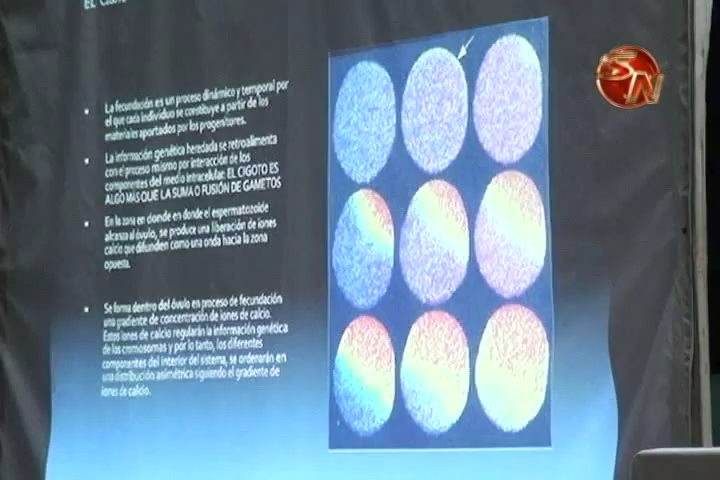 EL Cigoto
La fecundación es un proceso dinámico y temporal por
el que cada individuo se constituye a partir de los
materiales aportados por los progenitores.
La información genética heredada se retroalimenta
con el proceso mismo por interacción de los
componentes del medio intracelular: EL CIGOTO ES
ALGO MÁS QUE LA SUMA O FUSIÓN DE GAMETOS
En la zona en donde en donde el espermatozoide
alcanza al óvulo, se produce una liberación de iones
calcio que difunden como una onda hacia la zona
opuesta.
Se forma dentro del óvulo en proceso de fecundación
una gradiente de concentración de iones de calcio.
Estos iones de calcio regularán la información genética
de los cromosomas y por lo tanto, los diferentes
componentes del interior del sistema, se ordenarán en
una distribución asimétrica siguiendo el gradiente de
iones de calcio.
SN